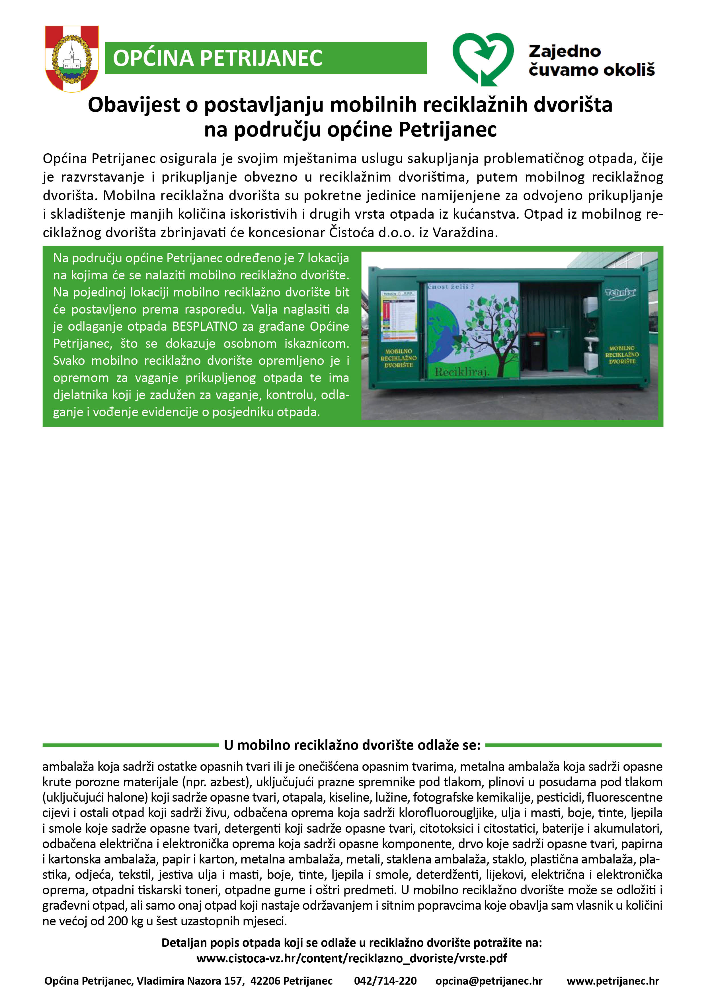 OPĆINA PETRIJANEC
Zajedno
čuvamo okoliš
Obavijest o postavljanju mobilnih reciklažnih dvorišta
na području općine Petrijanec
Općina Petrijanec osigurala je svojim mještanima uslugu sakupljanja problematičnog otpada, čije
je razvrstavanje i prikupljanje obvezno u reciklažnim dvorištima, putem mobilnog reciklažnog
dvorišta. Mobilna reciklažna dvorišta su pokretne jedinice namijenjene za odvojeno prikupljanje
i skladištenje manjih količina iskoristivih i drugih vrsta otpada iz kućanstva. Otpad iz mobilnog re-
ciklažnog dvorišta zbrinjavati će koncesionar Čistoća d.o.o. iz Varaždina.
Na području općine Petrijanec određeno je 7 lokacija
na kojima će se nalaziti mobilno reciklažno dvorište.
Na pojedinoj lokaciji mobilno reciklažno dvorište bit
će postavljeno prema rasporedu. Valja naglasiti da
je odlaganje otpada BESPLATNO za građane Općine
Petrijanec, što se dokazuje osobnom iskaznicom.
Svako mobilno reciklažno dvorište opremljeno je i
opremom za vaganje prikupljenog otpada te ima
djelatnika koji je zadužen za vaganje, kontrolu, odla-
ganje i vođenje evidencije o posjedniku otpada.
ćnost želiš?
Tehnix EKO
Tehnix
MOBILNO
RECIKLAŽNO
DVORIŠTE
Recikliraj.
MOBILNO
RECIKLAŽNO
DVORIŠTE
U mobilno reciklažno dvorište odlaže se:
ambalaža koja sadrži ostatke opasnih tvari ili je onečišćena opasnim tvarima, metalna ambalaža koja sadrži opasne
krute porozne materijale (npr. azbest), uključujući prazne spremnike pod tlakom, plinovi u posudama pod tlakom
(uključujući halone) koji sadrže opasne tvari, otapala, kiseline, lužine, fotografske kemikalije, pesticidi, fluorescentne
cijevi i ostali otpad koji sadrži živu, odbačena oprema koja sadrži klorofluorougljike, ulja i masti, boje, tinte, ljepila
i smole koje sadrže opasne tvari, detergenti koji sadrže opasne tvari, citotoksici i citostatici, baterije i akumulatori,
odbačena električna i elektronička oprema koja sadrži opasne komponente, drvo koje sadrži opasne tvari, papirna
i kartonska ambalaža, papir i karton, metalna ambalaža, metali, staklena ambalaža, staklo, plastična ambalaža, pla-
stika, odjeća, tekstil, jestiva ulja i masti, boje, tinte, ljepila i smole, deterdženti, lijekovi, električna i elektronička
oprema, otpadni tiskarski toneri, otpadne gume i oštri predmeti. U mobilno reciklažno dvorište može se odložiti i
građevni otpad, ali samo onaj otpad koji nastaje održavanjem i sitnim popravcima koje obavlja sam vlasnik u količini
ne većoj od 200 kg u šest uzastopnih mjeseci.
Detaljan popis otpada koji se odlaže u reciklažno dvorište potražite na:
www.cistoca-vz.hr/content/reciklazno_dvoriste/vrste.pdf
Općina Petrijanec, Vladimira Nazora 157, 42206 Petrijanec 042/714-220 opcina@petrijanec.hr www.petrijanec.hr